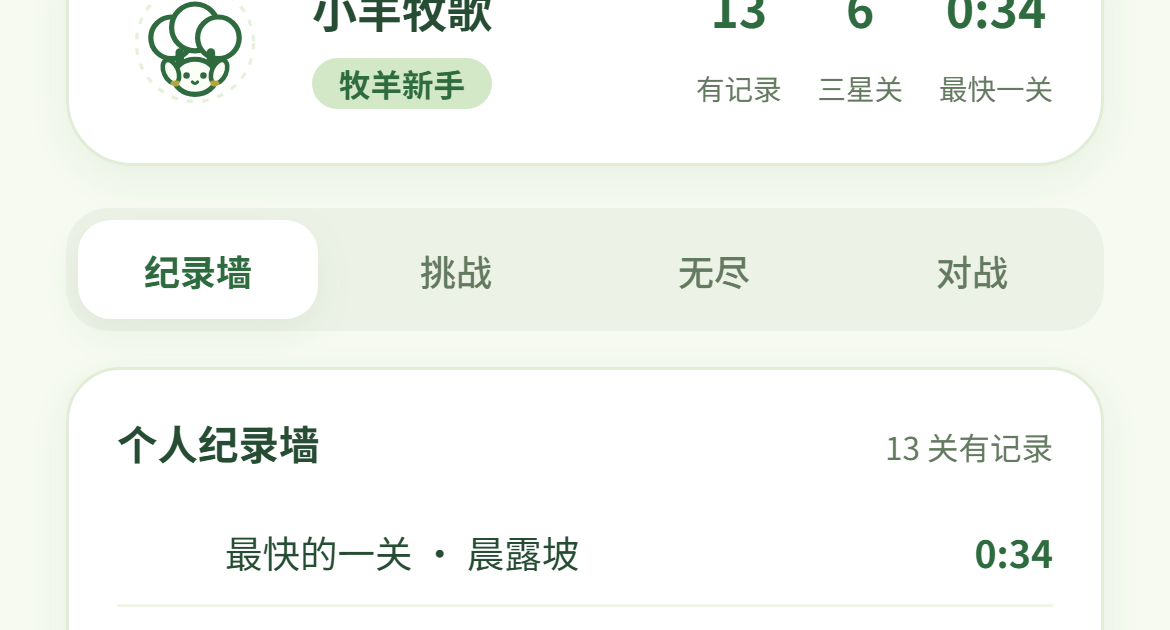 小羊牧歌
牧羊新手
13 6 0:34
有记录 三星关 最快一关
纪录墙 挑战 无尽 对战
个人纪录墙 13 关有记录
最快的一关 · 晨露坡 0:34